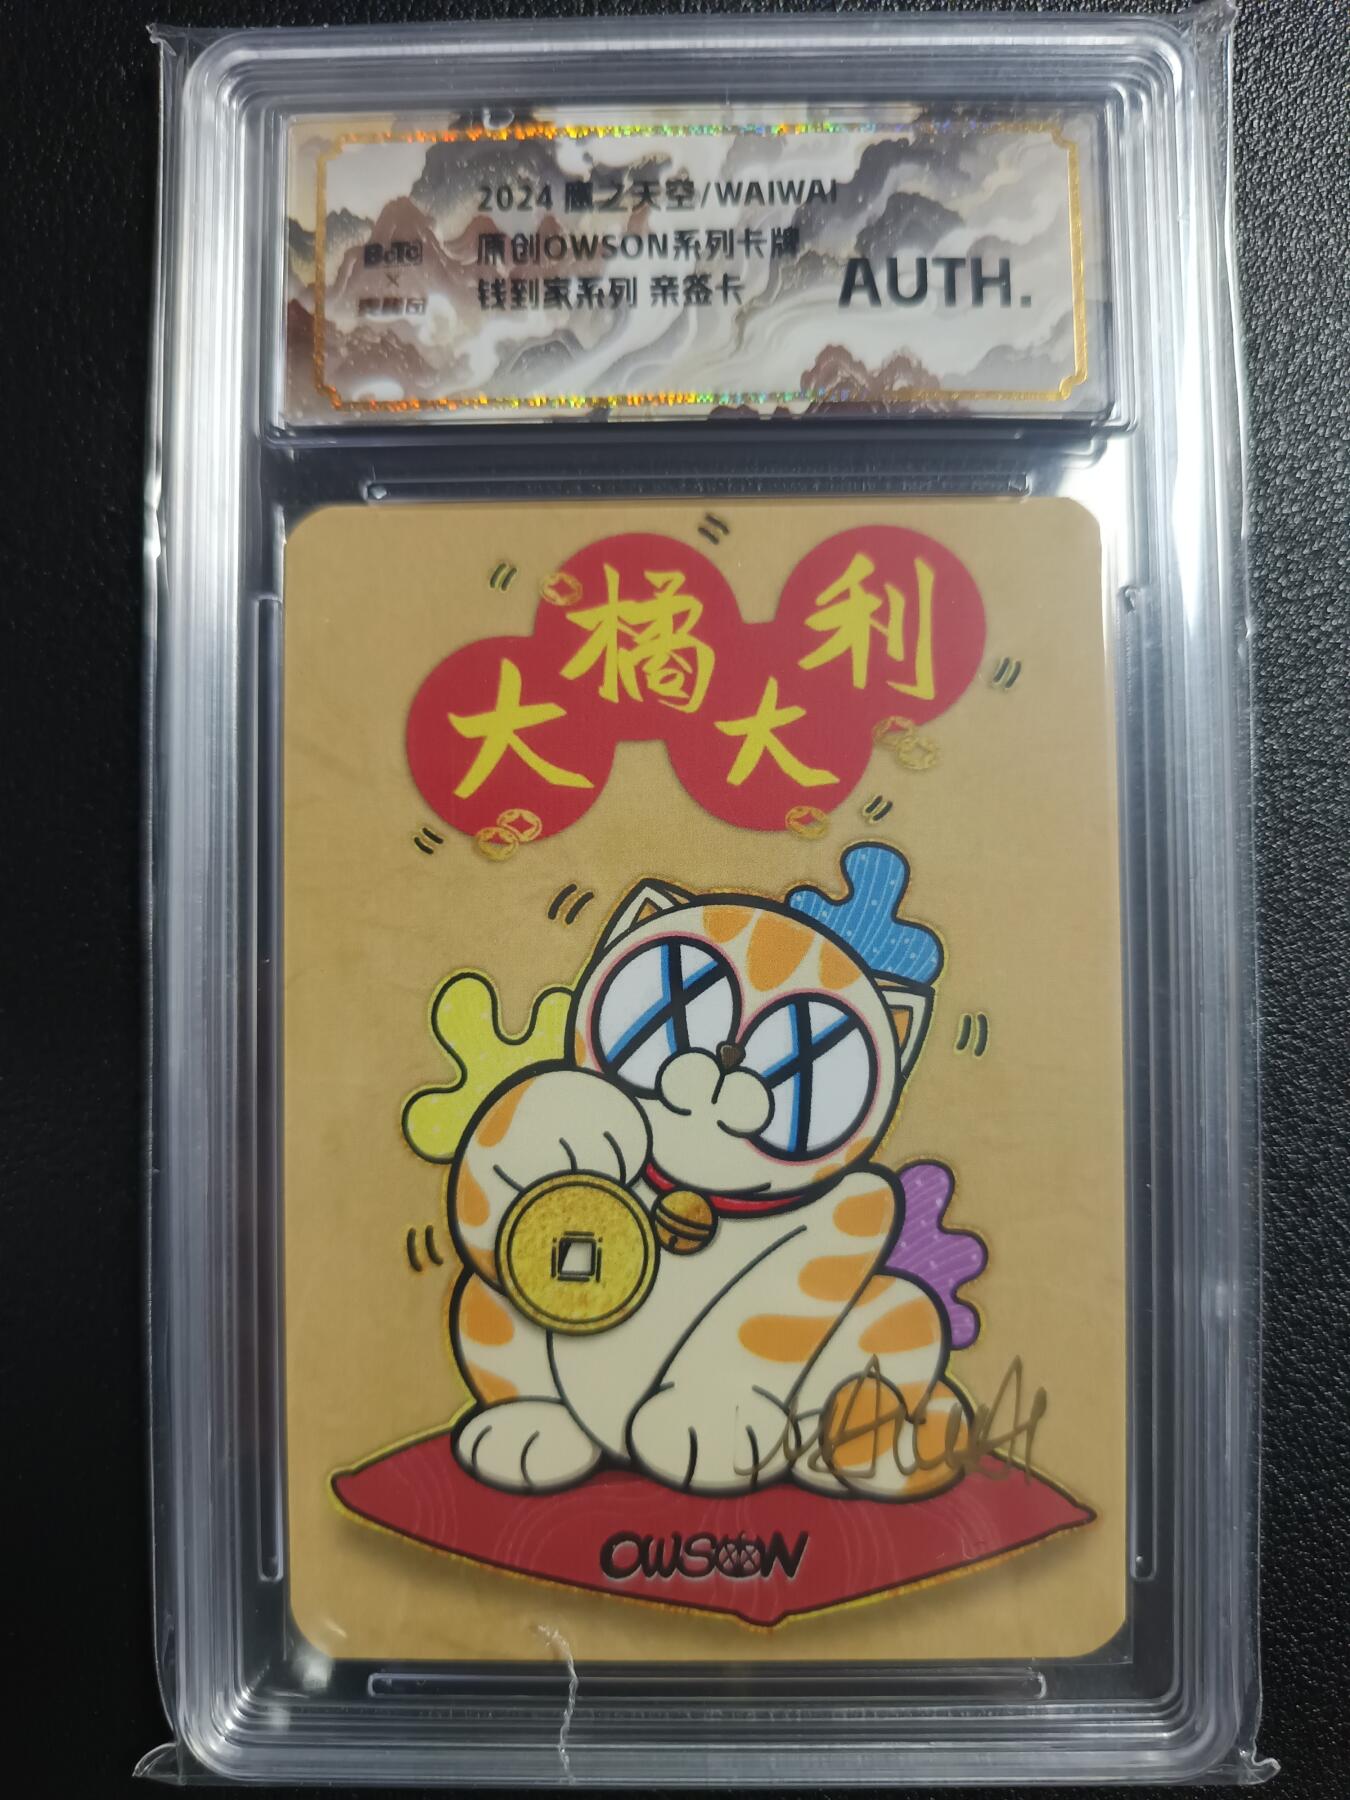 2024 鹰之天空/WAIWAI
原创OWSON系列卡牌
钱到家系列 亲签卡
AUTH.
BcTc
×
大橘大利
OWSON